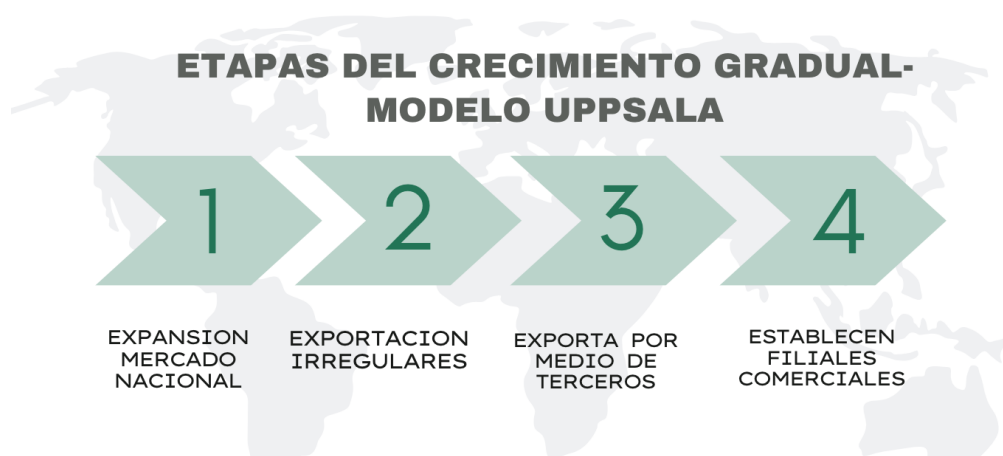 ETAPAS DEL CRECIMIENTO GRADUAL-
MODELO UPPSALA
1
2
3
4
EXPANSION
MERCADO
NACIONAL
EXPORTACION
IRREGULARES
EXPORTA POR
MEDIO DE
TERCEROS
ESTABLECEN
FILIALES
COMERCIALES